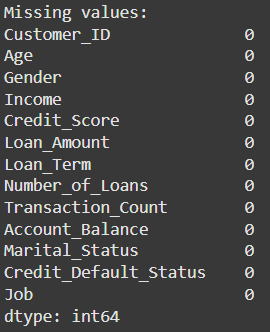 Missing values:
Customer_ID 0
Age 0
Gender 0
Income 0
Credit_Score 0
Loan_Amount 0
Loan_Term 0
Number_of_Loans 0
Transaction_Count 0
Account_Balance 0
Marital_Status 0
Credit_Default_Status 0
Job 0
dtype: int64